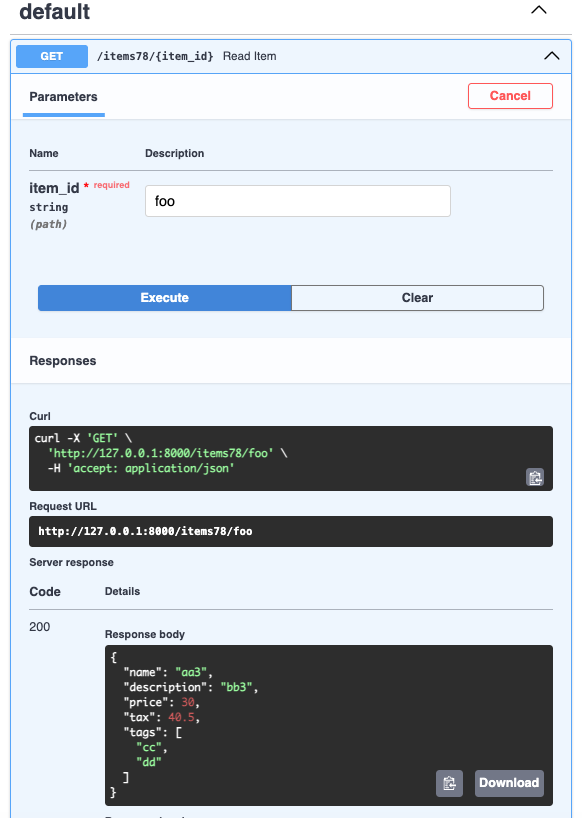 default
GET /items78/{item_id} Read Item
Parameters
Cancel
Name Description
item_id * required
string
(path)
foo
Execute Clear
Responses
Curl
curl -X 'GET' \
'http://127.0.0.1:8000/items78/foo' \
-H 'accept: application/json'
Request URL
http://127.0.0.1:8000/items78/foo
Server response
Code Details
200
Response body
{
"name": "aa3",
"description": "bb3",
"price": 30,
"tax": 40.5,
"tags": [
"cc",
"dd"
]
}
Download